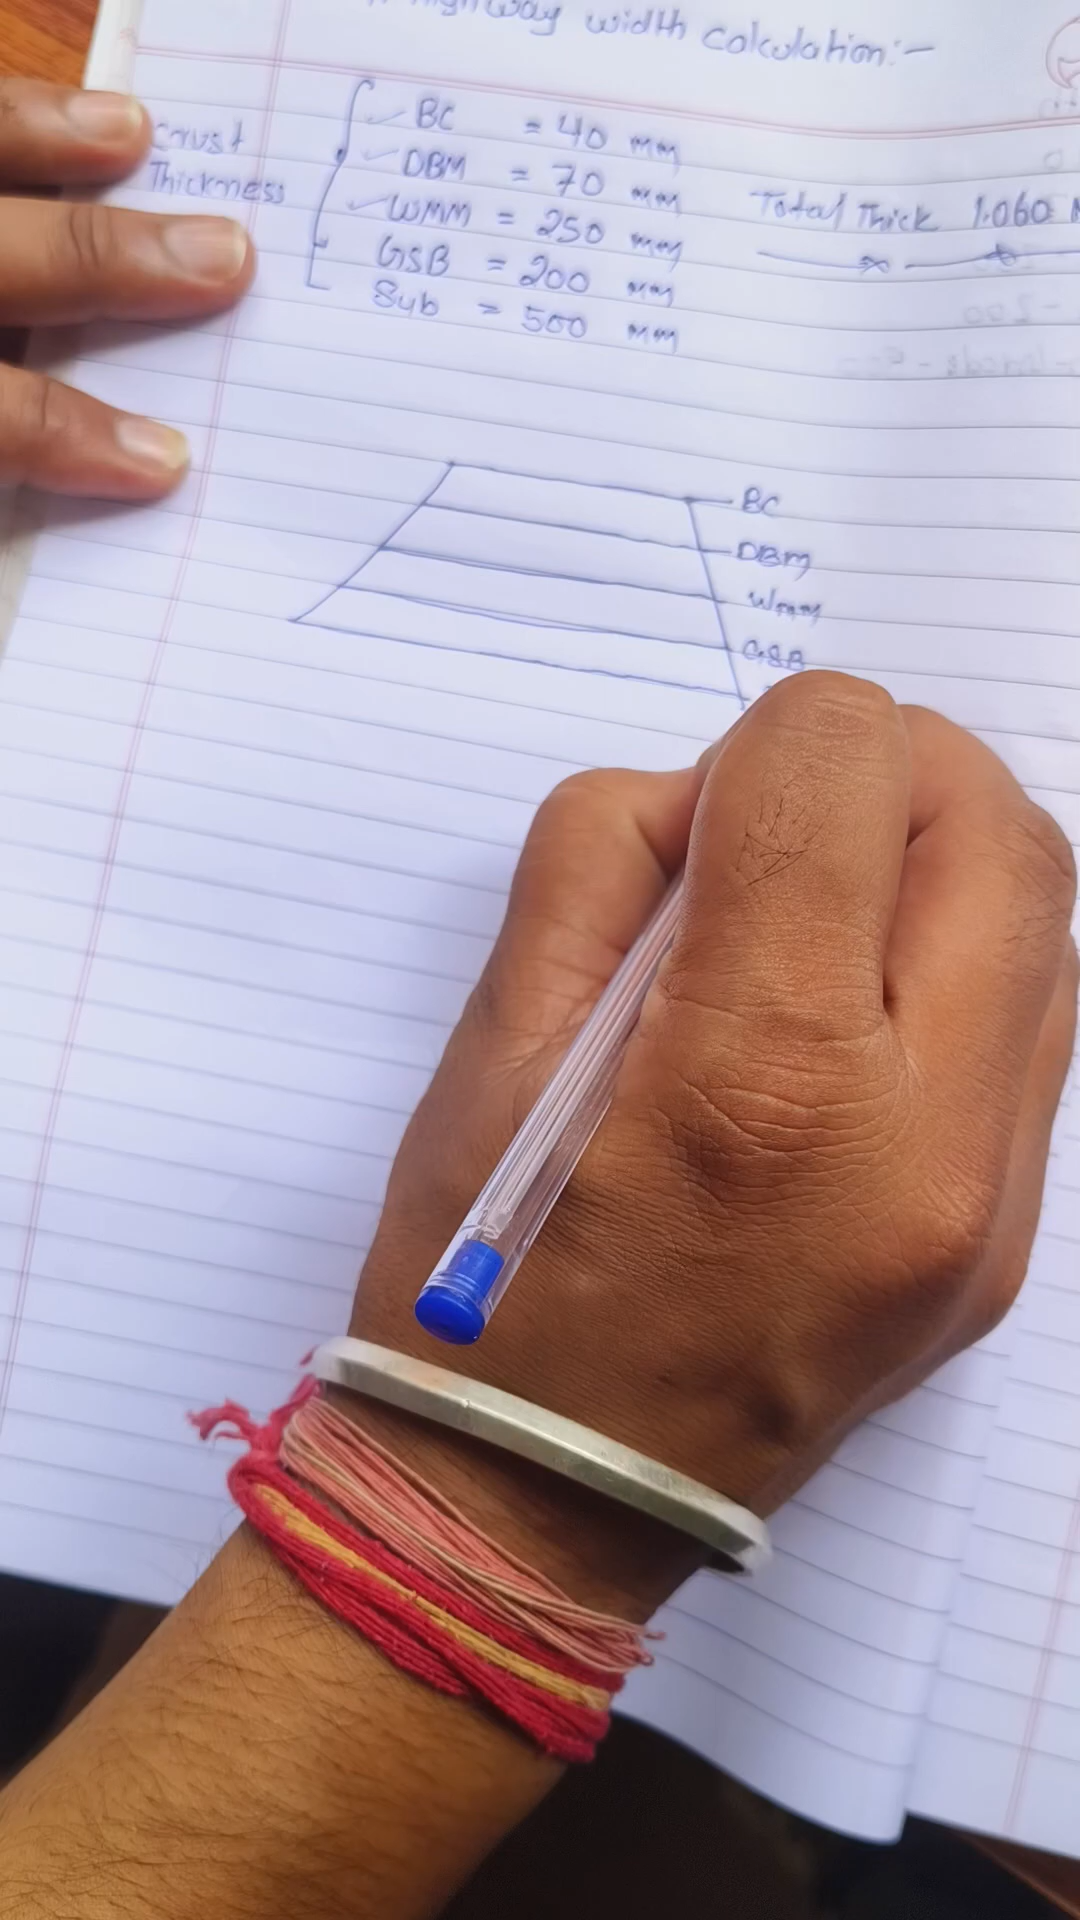 Highway width calculation:-
Crust Thickness
BC = 40 mm
DBM = 70 mm
WMM = 250 mm
GSB = 200 mm
Sub = 500 mm
Total Thick 1.060
BC
DBM
WMM
GSB